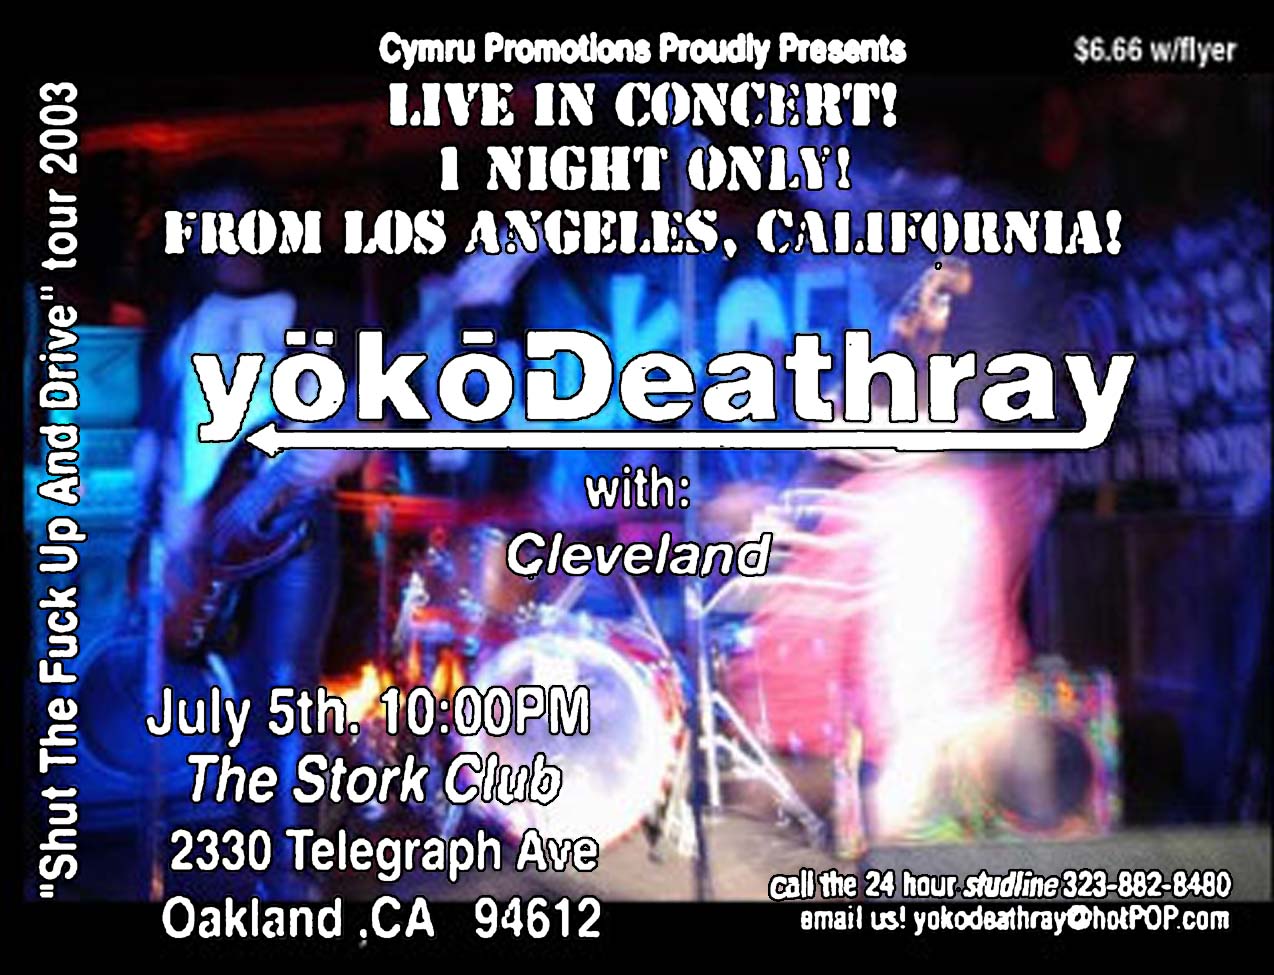 Cymru Promotions Proudly Presents
$6.66 w/flyer
LIVE IN CONCERT!
1 NIGHT ONLY!
FROM LOS ANGELES, CALIFORNIA!
"Shut The Fuck Up And Drive" tour 2003
yökōDeathray
with:
Cleveland
July 5th. 10:00PM
The Stork Club
2330 Telegraph Ave
Oakland ,CA 94612
call the 24 hour studline 323-882-8480
email us! yokodeathray@hotPOP.com